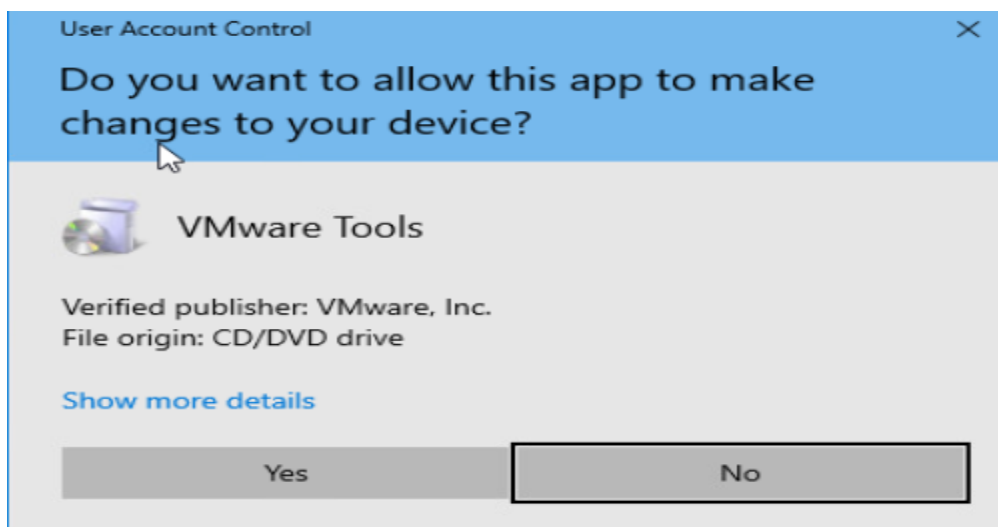 User Account Control
Do you want to allow this app to make
changes to your device?
VMware Tools
Verified publisher: VMware, Inc.
File origin: CD/DVD drive
Show more details
Yes
No